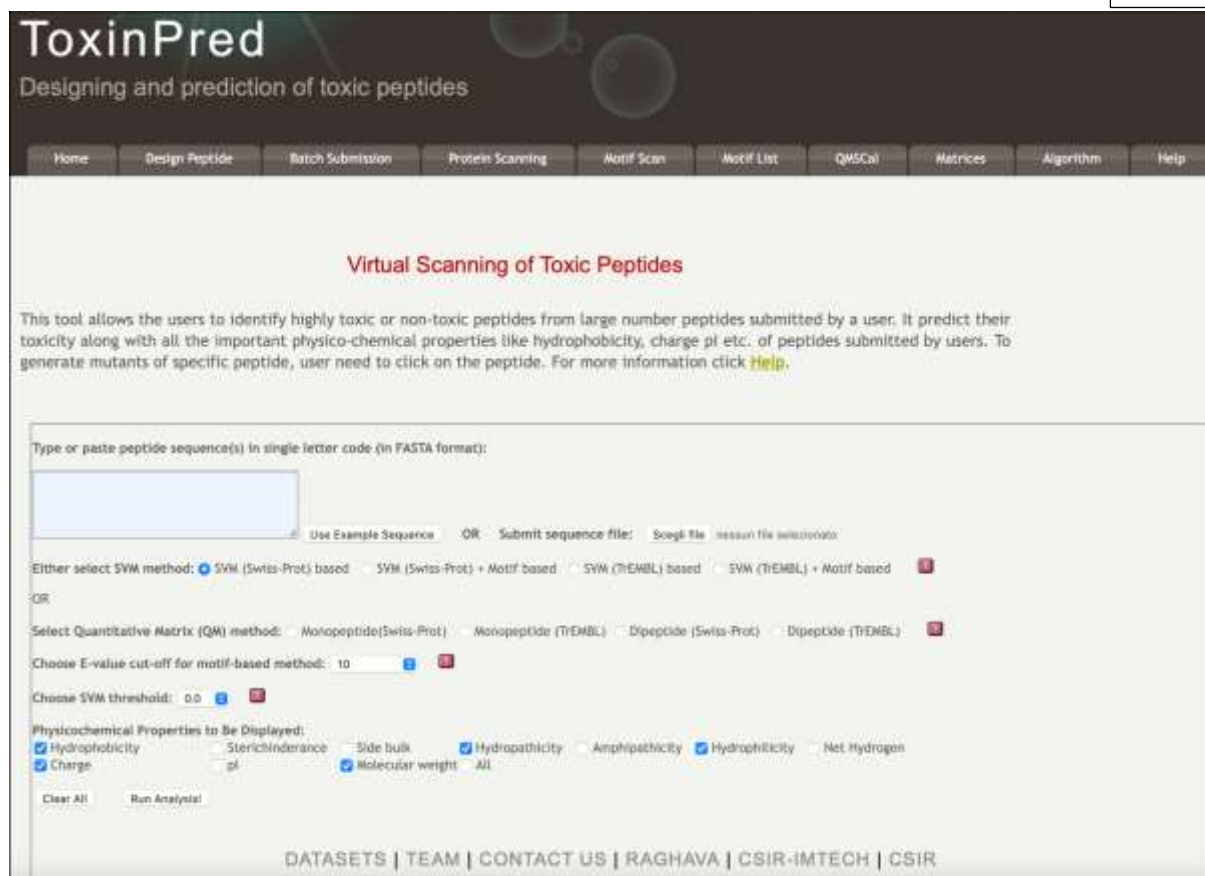 ToxinPred
Designing and prediction of toxic peptides
Home Design Peptide Batch Submission Protein Scanning Motif Scan Motif List QMSCal Matrices Algorithm Help
Virtual Scanning of Toxic Peptides
This tool allows the users to identify highly toxic or non-toxic peptides from large number peptides submitted by a user. It predict their
toxicity along with all the important physico-chemical properties like hydrophobicity, charge pI etc. of peptides submitted by users. To
generate mutants of specific peptide, user need to click on the peptide. For more information click Help.
Type or paste peptide sequence(s) in single letter code (in FASTA format):
Use Example Sequence OR Submit sequence file: Scegli file nessun file selezionato
Either select SVM method: SVM (Swiss-Prot) based SVM (Swiss-Prot) + Motif based SVM (TrEMBL) based SVM (TrEMBL) + Motif based
OR
Select Quantitative Matrix (QM) method: Monopeptide(Swiss-Prot) Monopeptide (TrEMBL) Dipeptide (Swiss-Prot) Dipeptide (TrEMBL)
Choose E-value cut-off for motif-based method: 10
Choose SVM threshold: 0.0
Physicochemical Properties to Be Displayed:
Hydrophobicity Sterichinderance Side bulk Hydropathicity Amphipathicity Hydrophilicity Net Hydrogen
Charge pI Molecular weight All
Clear All Run Analysis!
DATASETS | TEAM | CONTACT US | RAGHAVA | CSIR-IMTECH | CSIR